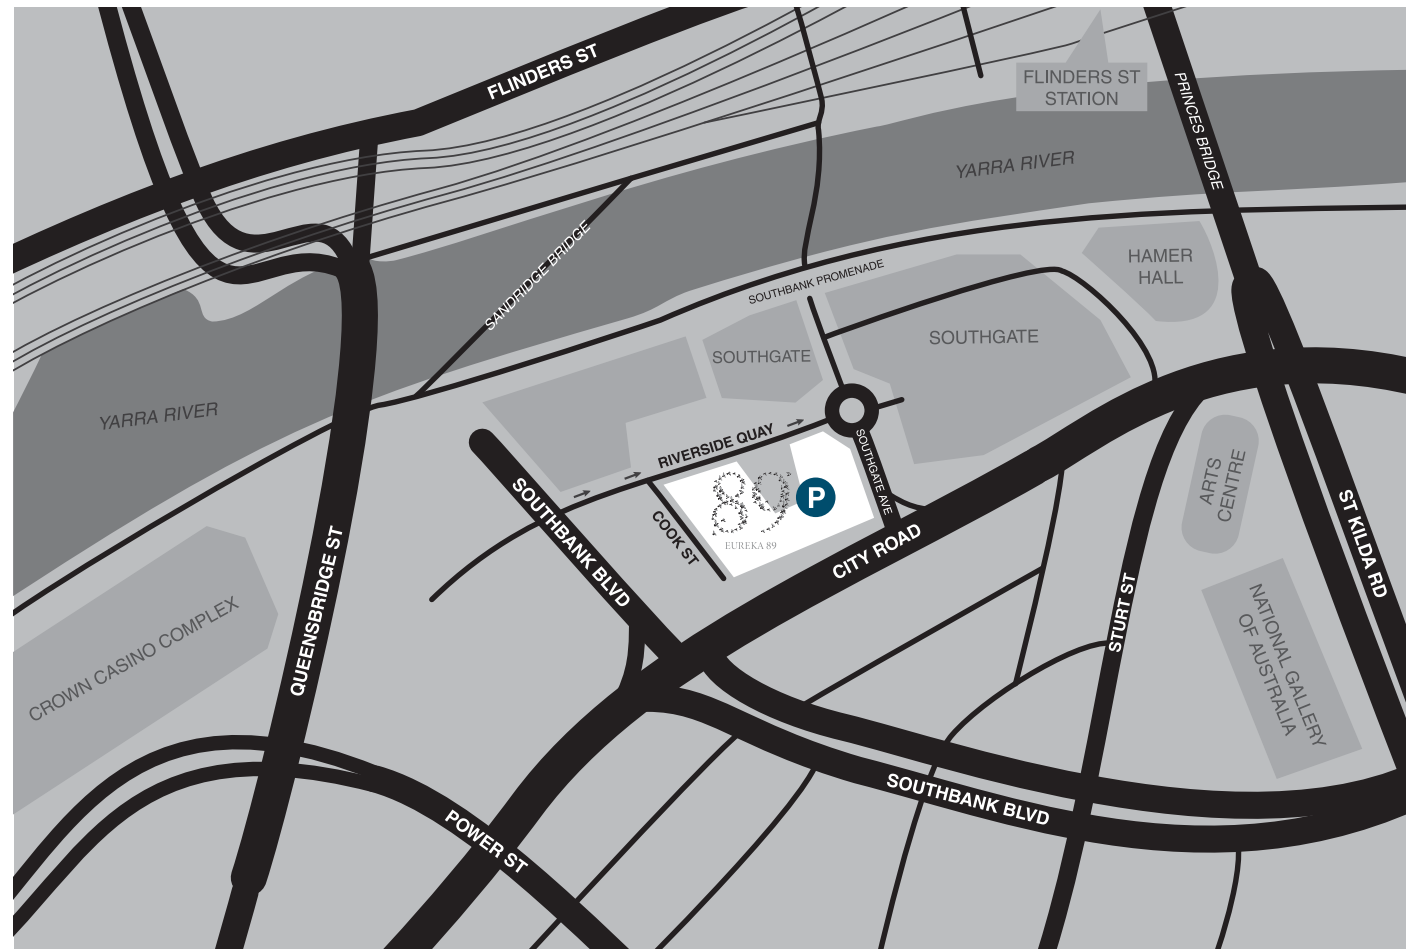 FLINDERS ST
FLINDERS ST
STATION
PRINCES BRIDGE
YARRA RIVER
SANDRIDGE BRIDGE
SOUTHBANK PROMENADE
HAMER
HALL
SOUTHGATE
SOUTHGATE
YARRA RIVER
RIVERSIDE QUAY
SOUTHGATE AVE
89
P
EUREKA 89
COOK ST
SOUTHBANK BLVD
CITY ROAD
ARTS
CENTRE
ST KILDA RD
QUEENSBRIDGE ST
CROWN CASINO COMPLEX
STURT ST
NATIONAL GALLERY
OF AUSTRALIA
SOUTHBANK BLVD
POWER ST